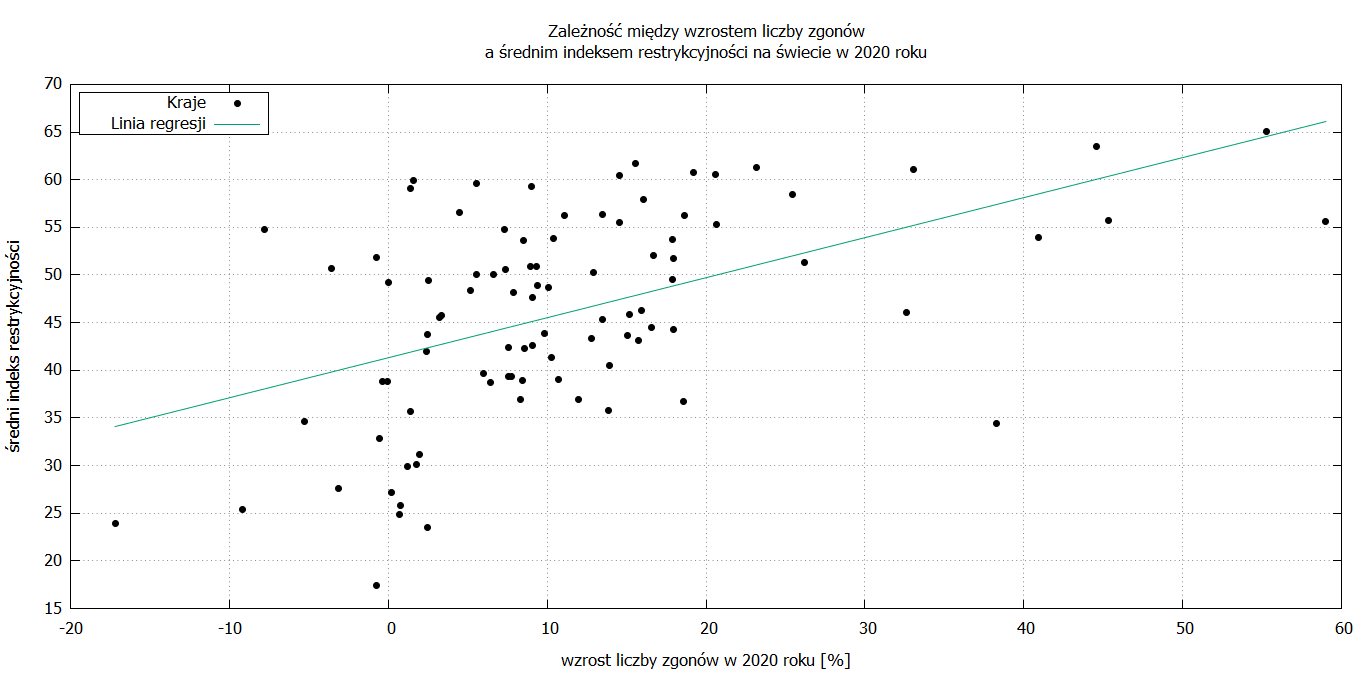 Zależność między wzrostem liczby zgonów
a średnim indeksem restrykcyjności na świecie w 2020 roku
Kraje
Linia regresji
średni indeks restrykcyjności
70
65
60
55
50
45
40
35
30
25
20
15
-20 -10 0 10 20 30 40 50 60
wzrost liczby zgonów w 2020 roku [%]